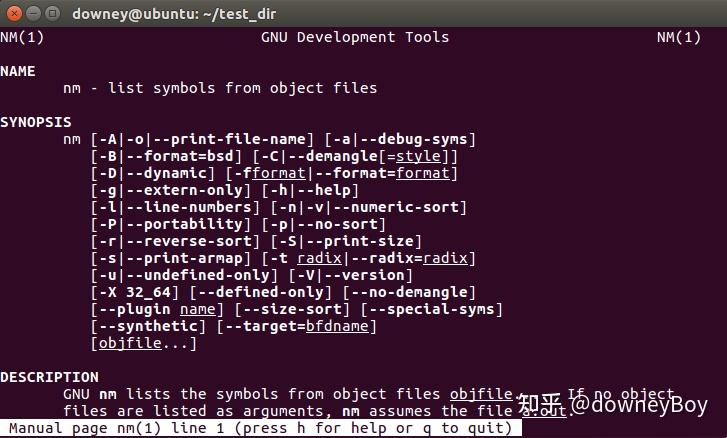 downey@ubuntu: ~/test_dir
NM(1) GNU Development Tools NM(1)
NAME
nm - list symbols from object files
SYNOPSIS
nm [-A|-o|--print-file-name] [-a|--debug-syms]
[-B|--format=bsd] [-C|--demangle[=style]]
[-D|--dynamic] [-fformat|--format=format]
[-g|--extern-only] [-h|--help]
[-l|--line-numbers] [-n|-v|--numeric-sort]
[-P|--portability] [-p|--no-sort]
[-r|--reverse-sort] [-S|--print-size]
[-s|--print-armap] [-t radix|--radix=radix]
[-u|--undefined-only] [-V|--version]
[-X 32_64] [--defined-only] [--no-demangle]
[--plugin name] [--size-sort] [--special-syms]
[--synthetic] [--target=bfdname]
[objfile...]
DESCRIPTION
GNU nm lists the symbols from object files objfile.... If no object
files are listed as arguments, nm assumes the file a.out.
知乎 @downeyBoy
Manual page nm(1) line 1 (press h for help or q to quit)